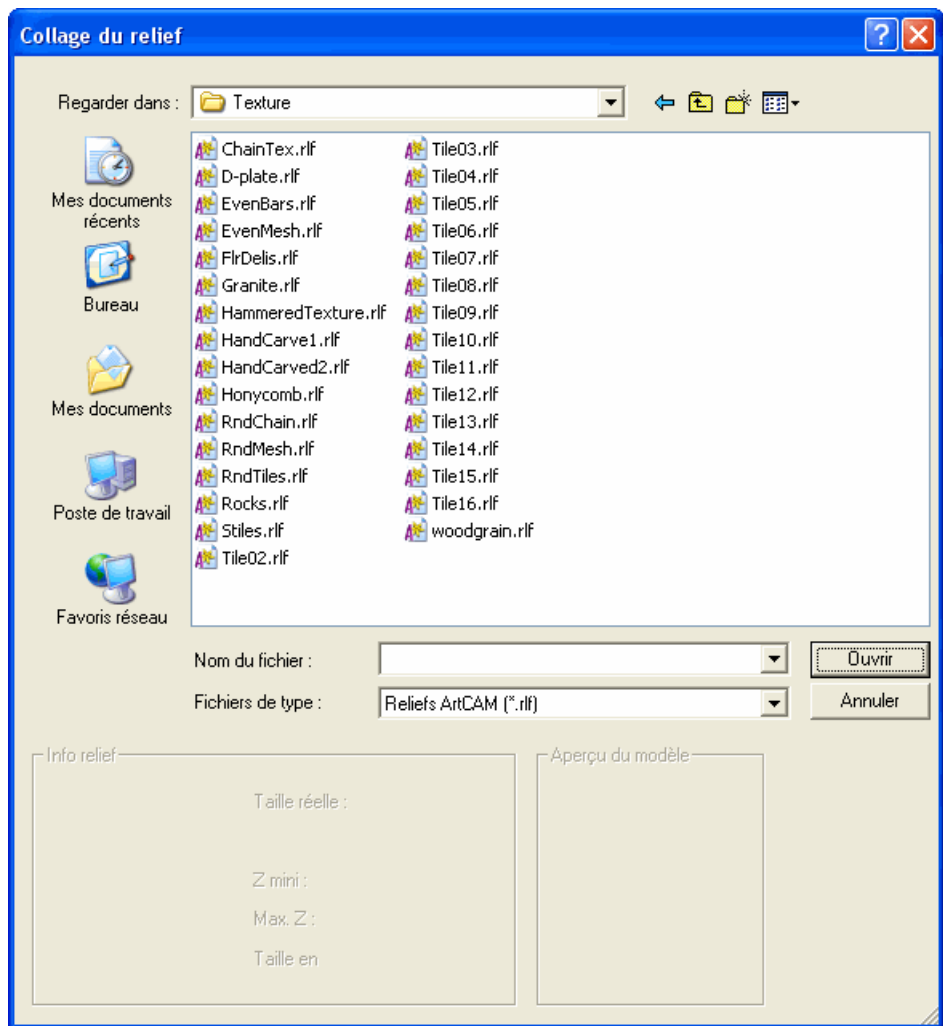 Collage du relief
Regarder dans :
Texture
Mes documents
récents
Bureau
Mes documents
Poste de travail
Favoris réseau
ChainTex.rlf
D-plate.rlf
EvenBars.rlf
EvenMesh.rlf
FlrDelis.rlf
Granite.rlf
HammeredTexture.rlf
HandCarve1.rlf
HandCarved2.rlf
Honycomb.rlf
RndChain.rlf
RndMesh.rlf
RndTiles.rlf
Rocks.rlf
Stiles.rlf
Tile02.rlf
Tile03.rlf
Tile04.rlf
Tile05.rlf
Tile06.rlf
Tile07.rlf
Tile08.rlf
Tile09.rlf
Tile10.rlf
Tile11.rlf
Tile12.rlf
Tile13.rlf
Tile14.rlf
Tile15.rlf
Tile16.rlf
woodgrain.rlf
Nom du fichier :
Ouvrir
Fichiers de type :
Reliefs ArtCAM (*.rlf)
Annuler
Info relief
Taille réelle :
Z mini :
Max. Z :
Taille en
Aperçu du modèle